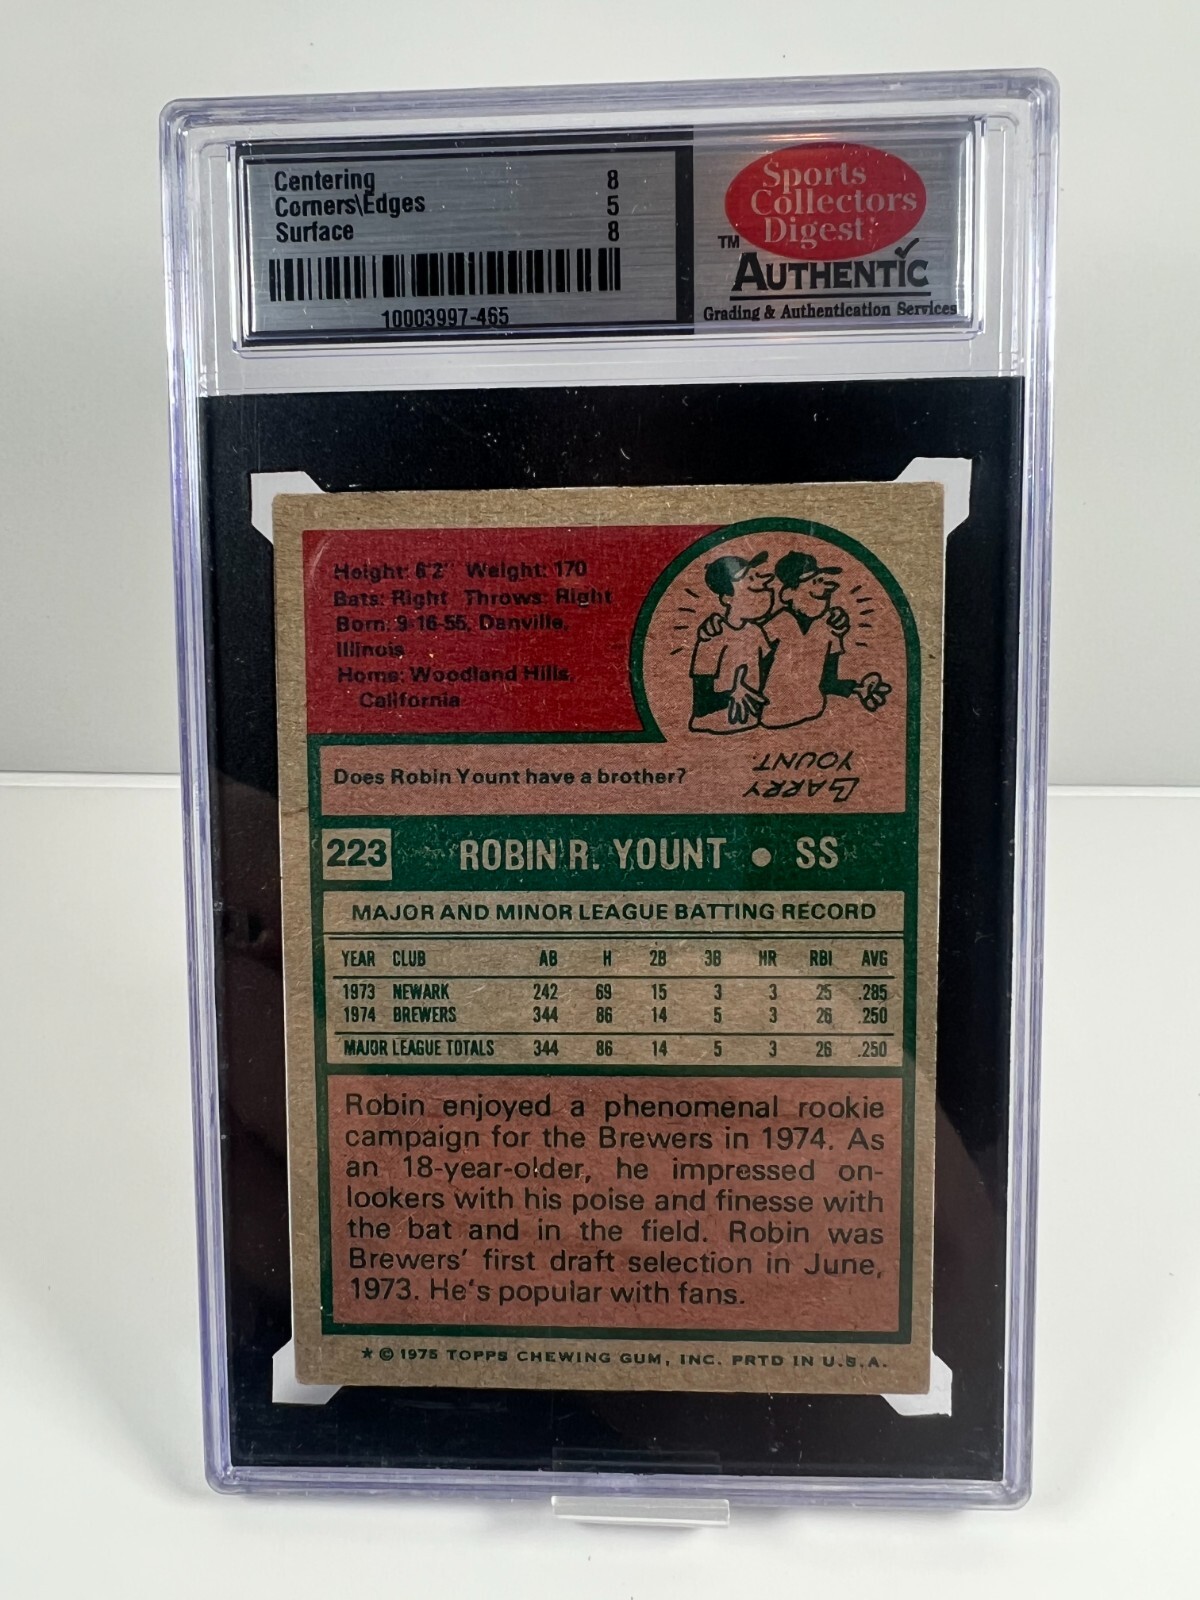 Centering 8
Corners\Edges 5
Surface 8
10003997-465
Sports
Collectors
Digest
TM
AUTHENTIC
Grading & Authentication Services
Height: 6'2" Weight: 170
Bats: Right Throws: Right
Born: 9-16-55, Danville,
Illinois
Home: Woodland Hills,
California
Does Robin Yount have a brother?
BARRY
YOUNT.
223 ROBIN R. YOUNT • SS
MAJOR AND MINOR LEAGUE BATTING RECORD
YEAR CLUB AB H 2B 3B HR RBI AVG
1973 NEWARK 242 69 15 3 3 25 .285
1974 BREWERS 344 86 14 5 3 26 .250
MAJOR LEAGUE TOTALS 344 86 14 5 3 26 .250
Robin enjoyed a phenomenal rookie
campaign for the Brewers in 1974. As
an 18-year-older, he impressed on-
lookers with his poise and finesse with
the bat and in the field. Robin was
Brewers' first draft selection in June,
1973. He's popular with fans.
★ © 1975 TOPPS CHEWING GUM, INC. PRTD IN U.S.A.